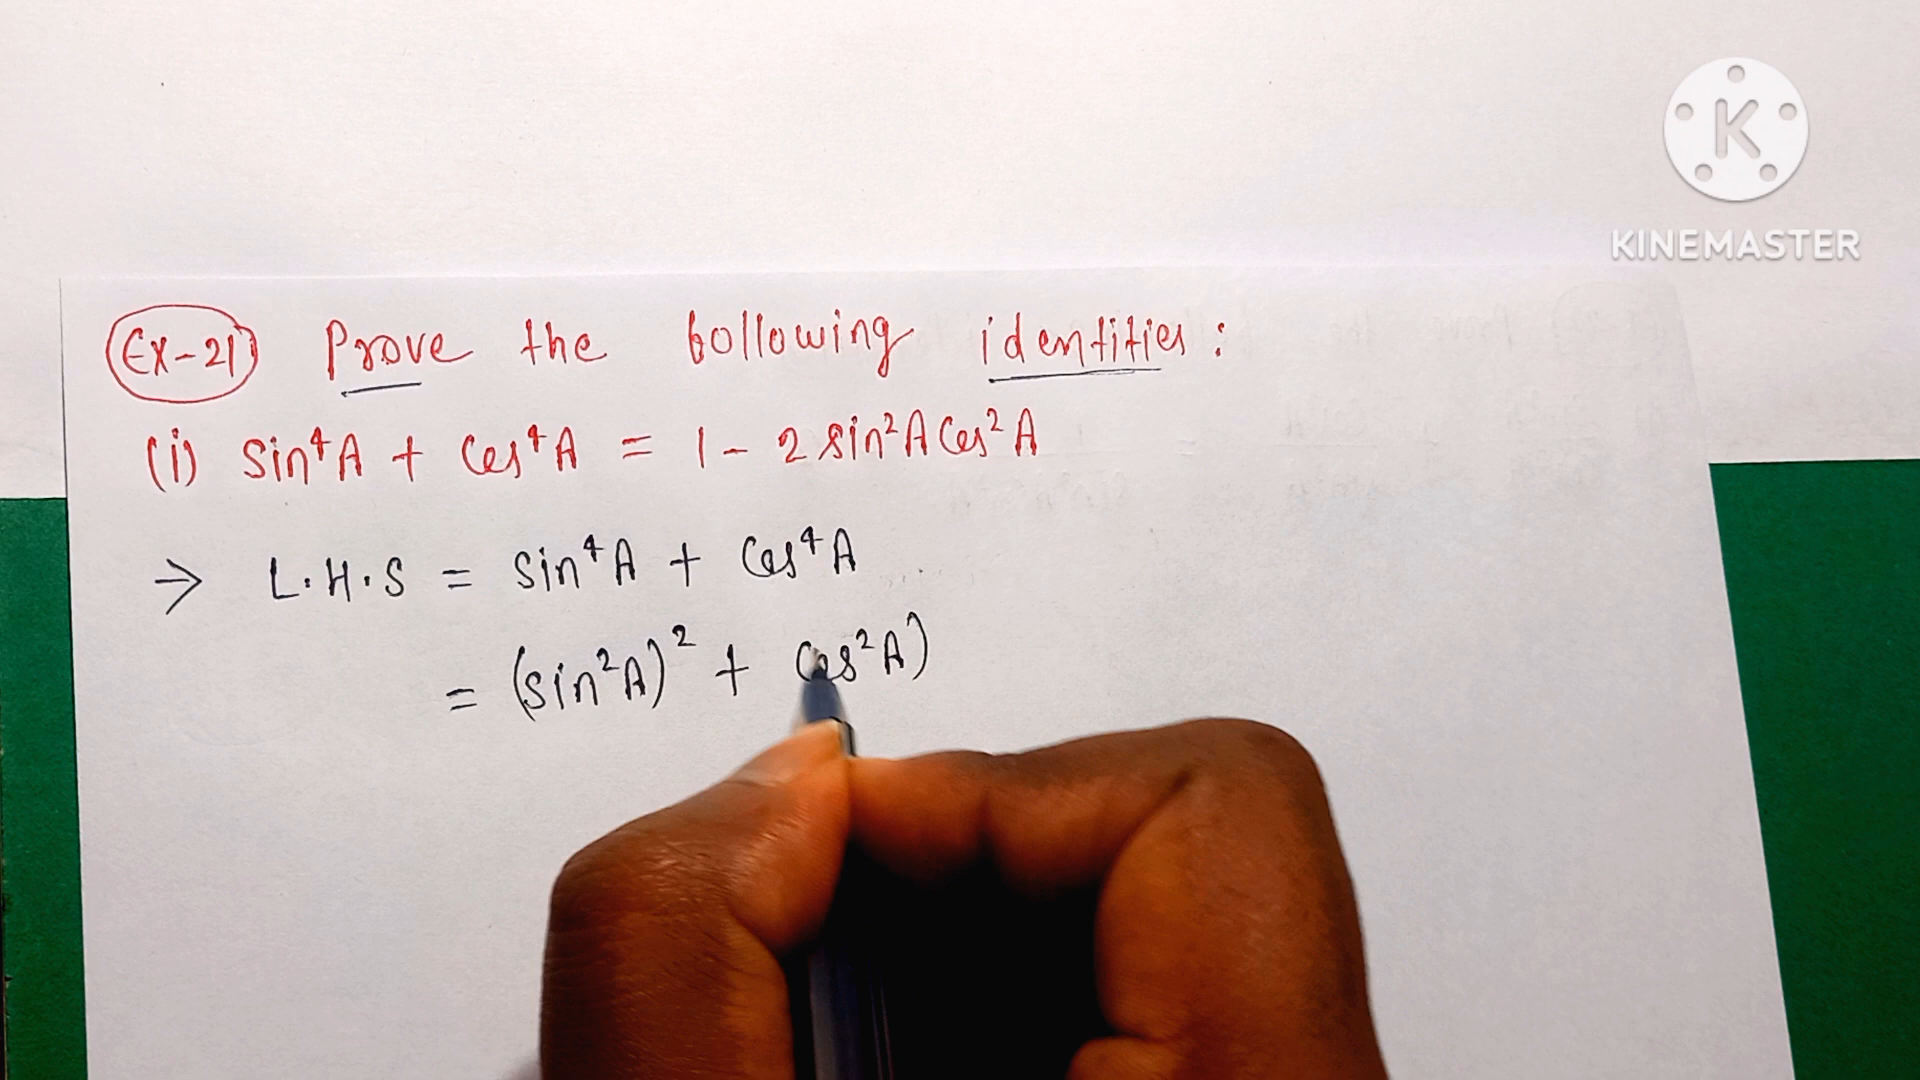 K
KINEMASTER
Ex-21 Prove the following identities:
(i) Sin⁴A + Cos⁴A = 1 - 2 sin²A Cos²A
→ L.H.S = Sin⁴A + Cos⁴A
= (Sin²A)² + Cos²A)